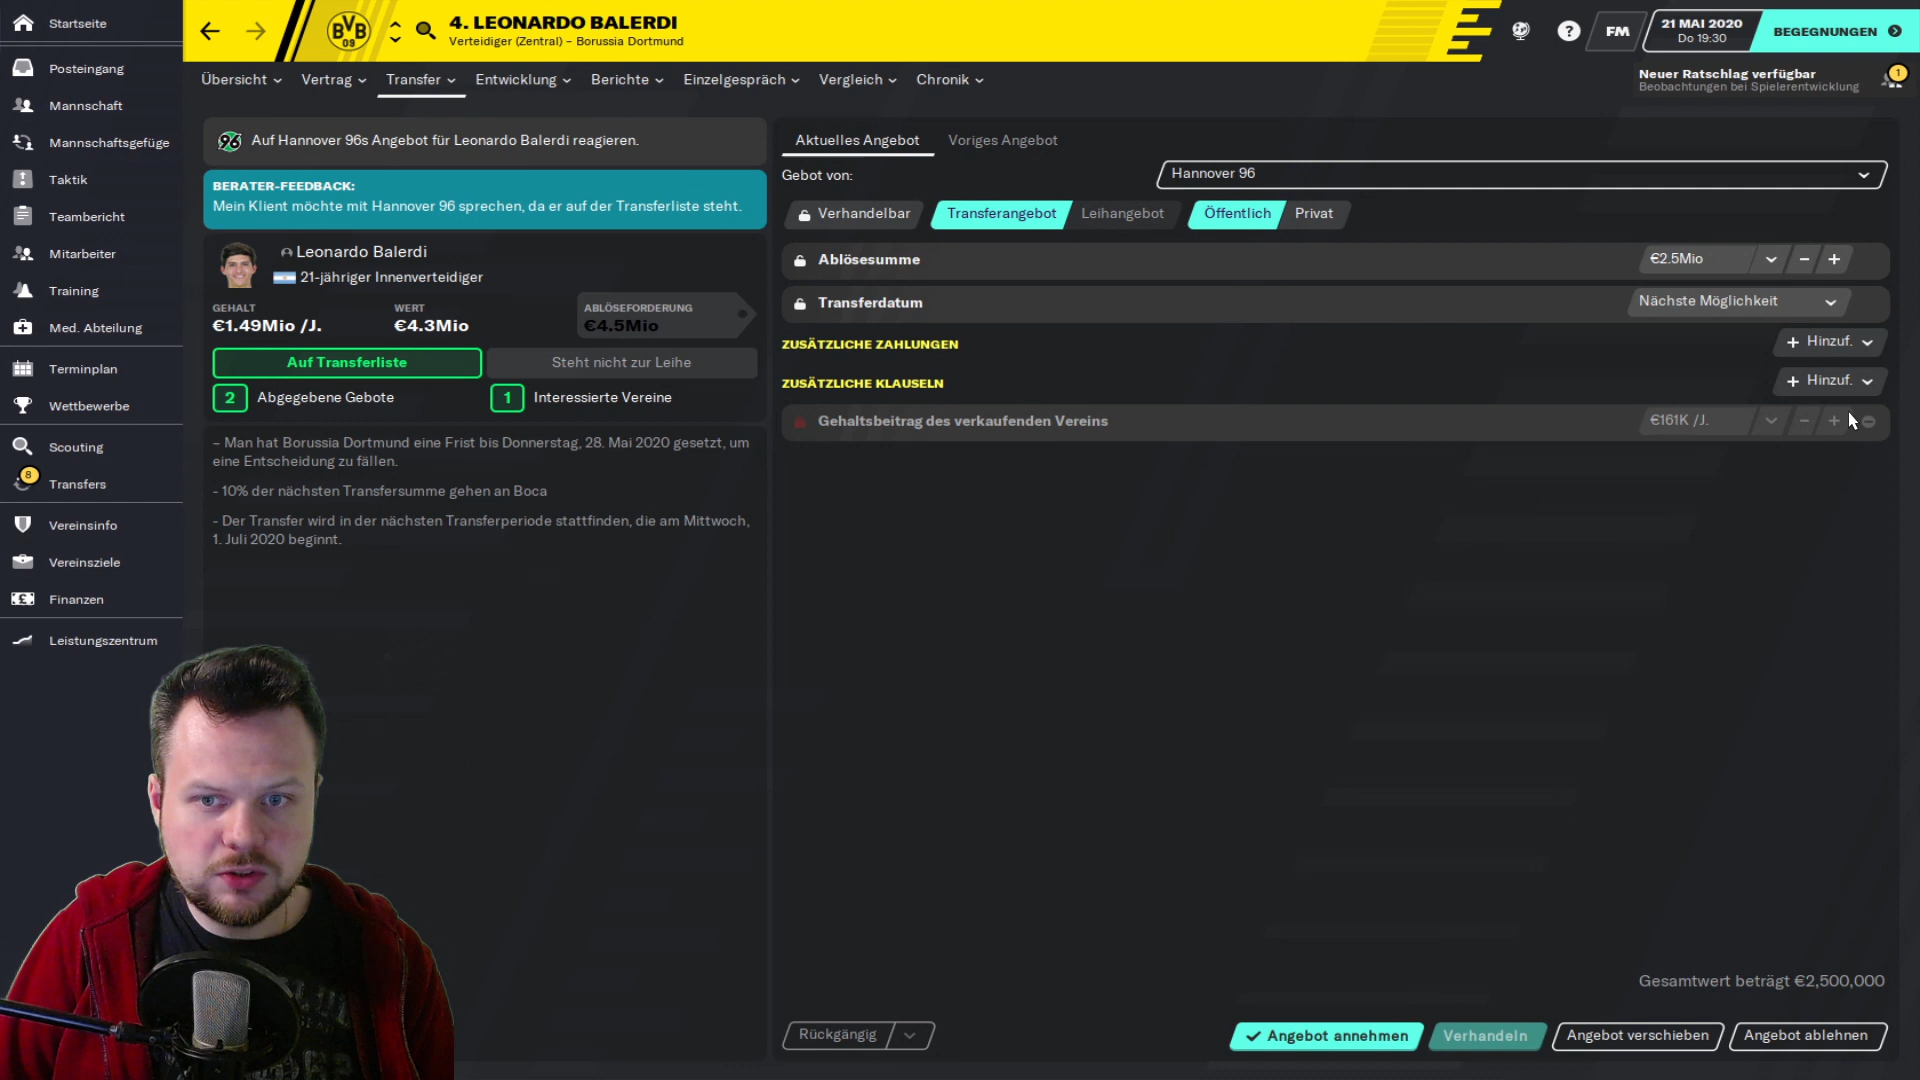 Startseite
Posteingang
Mannschaft
Mannschaftsgefüge
Taktik
Teambericht
Mitarbeiter
Training
Med. Abteilung
Terminplan
Wettbewerbe
Scouting
8
Transfers
Vereinsinfo
Vereinsziele
Finanzen
Leistungszentrum
BVB
09
4. LEONARDO BALERDI
Verteidiger (Zentral) – Borussia Dortmund
?
FM
21 MAI 2020
Do 19:30
BEGEGNUNGEN
Übersicht
Vertrag
Transfer
Entwicklung
Berichte
Einzelgespräch
Vergleich
Chronik
Neuer Ratschlag verfügbar
Beobachtungen bei Spielerentwicklung
1
96
Auf Hannover 96s Angebot für Leonardo Balerdi reagieren.
BERATER-FEEDBACK:
Mein Klient möchte mit Hannover 96 sprechen, da er auf der Transferliste steht.
Leonardo Balerdi
21-jähriger Innenverteidiger
GEHALT
€1.49Mio /J.
WERT
€4.3Mio
ABLÖSEFORDERUNG
€4.5Mio
Auf Transferliste
Steht nicht zur Leihe
2 Abgegebene Gebote
1 Interessierte Vereine
– Man hat Borussia Dortmund eine Frist bis Donnerstag, 28. Mai 2020 gesetzt, um
eine Entscheidung zu fällen.
- 10% der nächsten Transfersumme gehen an Boca
- Der Transfer wird in der nächsten Transferperiode stattfinden, die am Mittwoch,
1. Juli 2020 beginnt.
Aktuelles Angebot
Voriges Angebot
Gebot von:
Hannover 96
Verhandelbar
Transferangebot
Leihangebot
Öffentlich
Privat
Ablösesumme
€2.5Mio
Transferdatum
Nächste Möglichkeit
ZUSÄTZLICHE ZAHLUNGEN
+ Hinzuf.
ZUSÄTZLICHE KLAUSELN
+ Hinzuf.
Gehaltsbeitrag des verkaufenden Vereins
€161K /J.
Gesamtwert beträgt €2,500,000
Rückgängig
Angebot annehmen
Verhandeln
Angebot verschieben
Angebot ablehnen